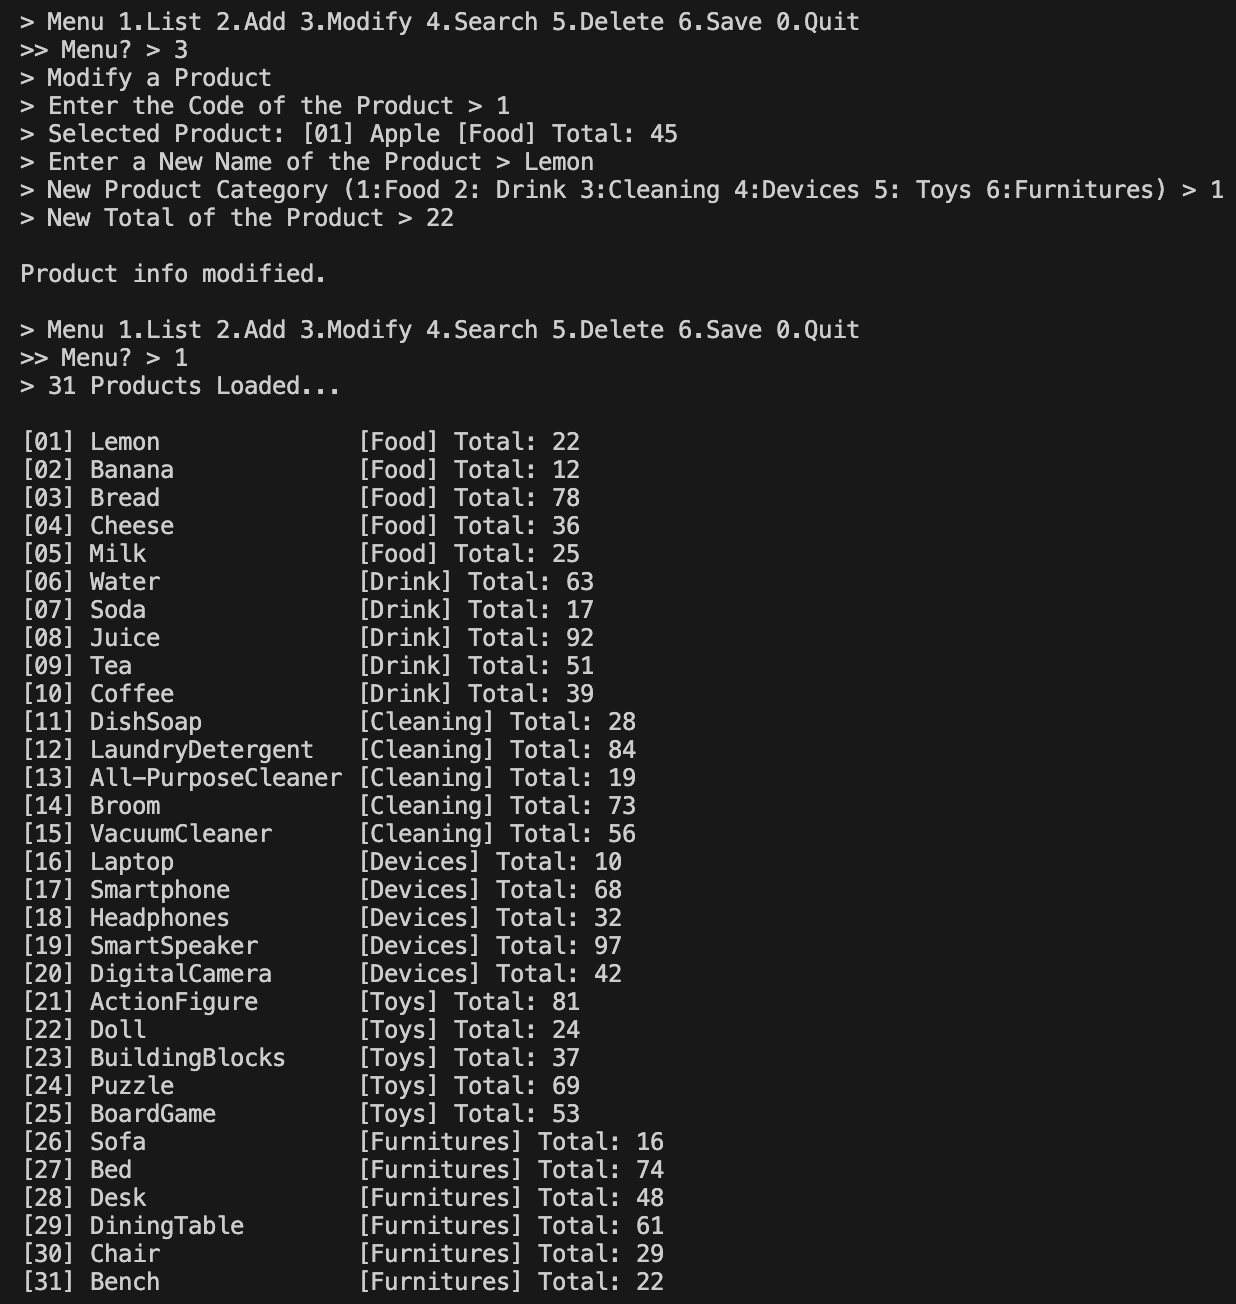 > Menu 1.List 2.Add 3.Modify 4.Search 5.Delete 6.Save 0.Quit
>> Menu? > 3
> Modify a Product
> Enter the Code of the Product > 1
> Selected Product: [01] Apple [Food] Total: 45
> Enter a New Name of the Product > Lemon
> New Product Category (1:Food 2: Drink 3:Cleaning 4:Devices 5: Toys 6:Furnitures) > 1
> New Total of the Product > 22
Product info modified.
> Menu 1.List 2.Add 3.Modify 4.Search 5.Delete 6.Save 0.Quit
>> Menu? > 1
> 31 Products Loaded...
[01] Lemon [Food] Total: 22
[02] Banana [Food] Total: 12
[03] Bread [Food] Total: 78
[04] Cheese [Food] Total: 36
[05] Milk [Food] Total: 25
[06] Water [Drink] Total: 63
[07] Soda [Drink] Total: 17
[08] Juice [Drink] Total: 92
[09] Tea [Drink] Total: 51
[10] Coffee [Drink] Total: 39
[11] DishSoap [Cleaning] Total: 28
[12] LaundryDetergent [Cleaning] Total: 84
[13] All-PurposeCleaner [Cleaning] Total: 19
[14] Broom [Cleaning] Total: 73
[15] VacuumCleaner [Cleaning] Total: 56
[16] Laptop [Devices] Total: 10
[17] Smartphone [Devices] Total: 68
[18] Headphones [Devices] Total: 32
[19] SmartSpeaker [Devices] Total: 97
[20] DigitalCamera [Devices] Total: 42
[21] ActionFigure [Toys] Total: 81
[22] Doll [Toys] Total: 24
[23] BuildingBlocks [Toys] Total: 37
[24] Puzzle [Toys] Total: 69
[25] BoardGame [Toys] Total: 53
[26] Sofa [Furnitures] Total: 16
[27] Bed [Furnitures] Total: 74
[28] Desk [Furnitures] Total: 48
[29] DiningTable [Furnitures] Total: 61
[30] Chair [Furnitures] Total: 29
[31] Bench [Furnitures] Total: 22